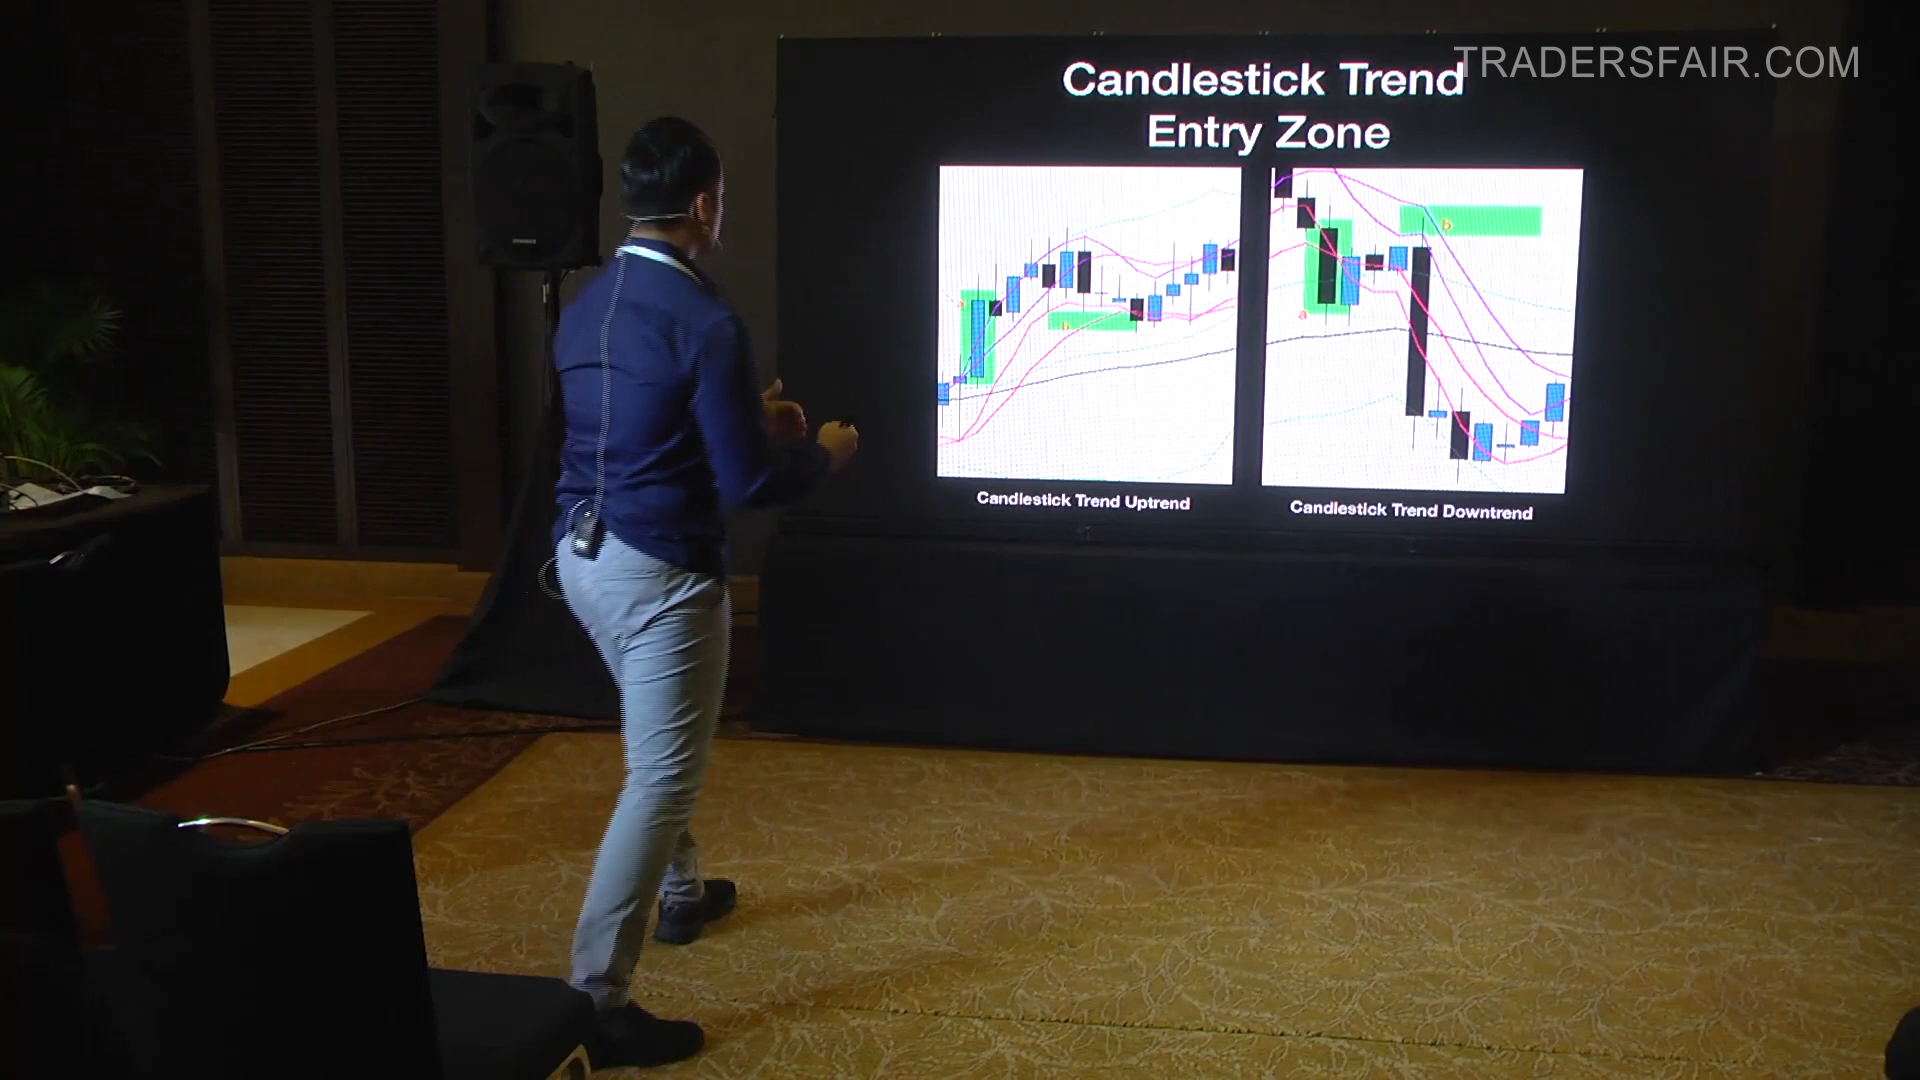 TRADERSFAIR.COM
Candlestick Trend
Entry Zone
a
b
a
b
Candlestick Trend Uptrend
Candlestick Trend Downtrend